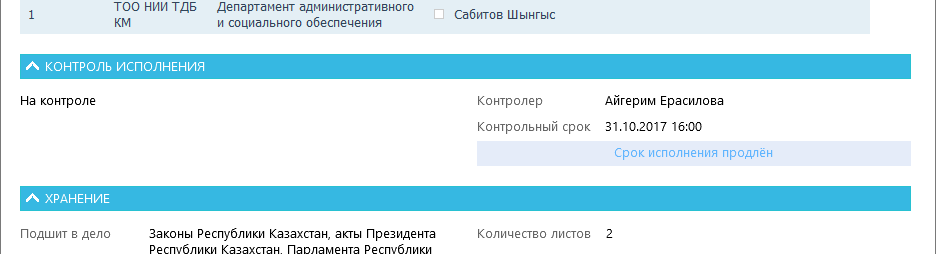 1 ТОО НИИ ТДБ Департамент административного Сабитов Шынгыс
КМ и социального обеспечения
КОНТРОЛЬ ИСПОЛНЕНИЯ
На контроле Контролер Айгерим Ерасилова
Контрольный срок 31.10.2017 16:00
Срок исполнения продлён
ХРАНЕНИЕ
Подшит в дело Законы Республики Казахстан, акты Президента Количество листов 2
Республики Казахстан, Парламента Республики